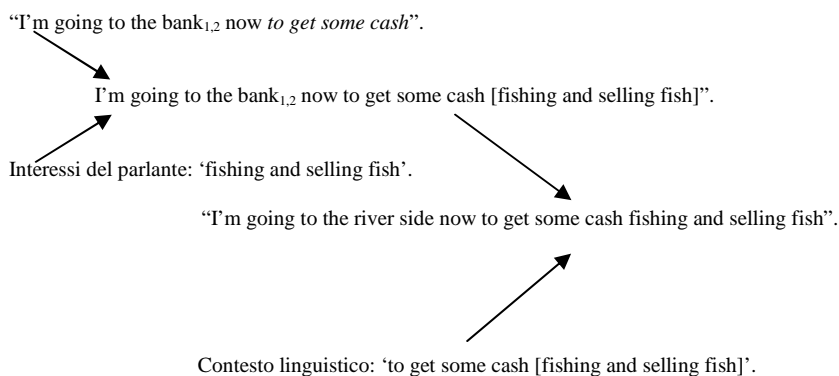 “I’m going to the bank1,2 now to get some cash”.
I’m going to the bank1,2 now to get some cash [fishing and selling fish]”.
Interessi del parlante: ‘fishing and selling fish’.
“I’m going to the river side now to get some cash fishing and selling fish”.
Contesto linguistico: ‘to get some cash [fishing and selling fish]’.